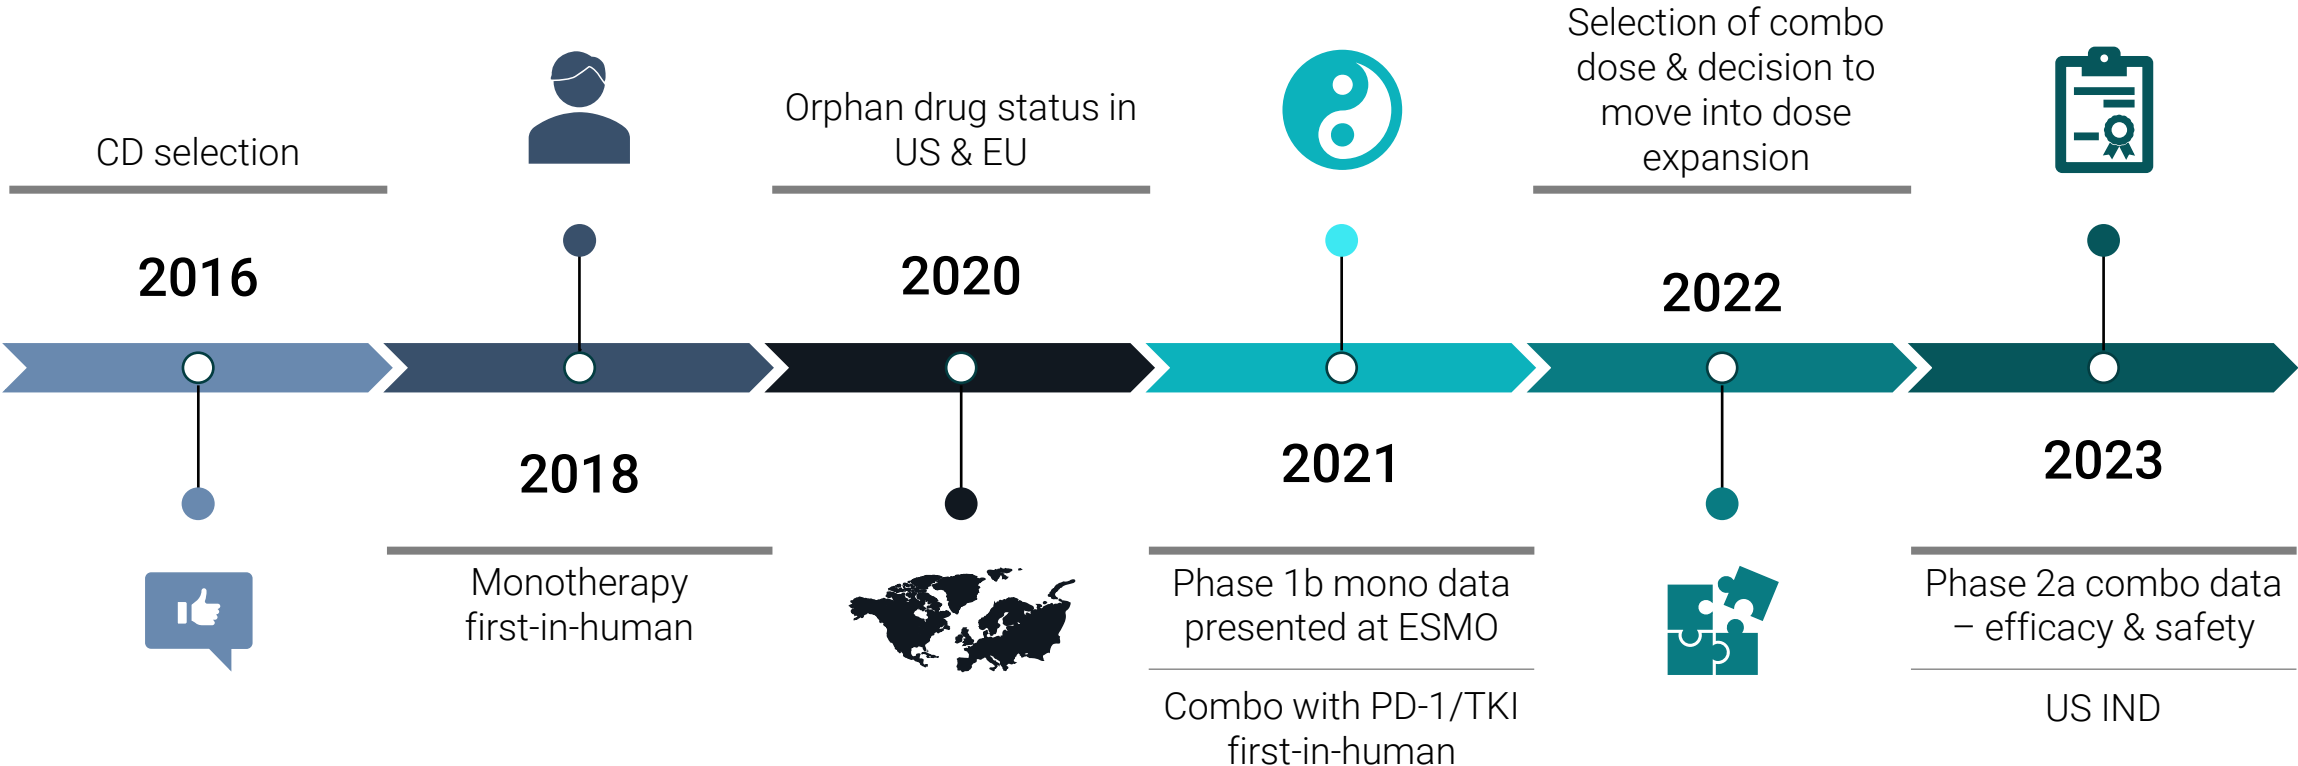 CD selection
2016
2018
Monotherapy
first-in-human
Orphan drug status in
US & EU
2020
2021
Phase 1b mono data
presented at ESMO
Combo with PD-1/TKI
first-in-human
Selection of combo
dose & decision to
move into dose
expansion
2022
2023
Phase 2a combo data
– efficacy & safety
US IND